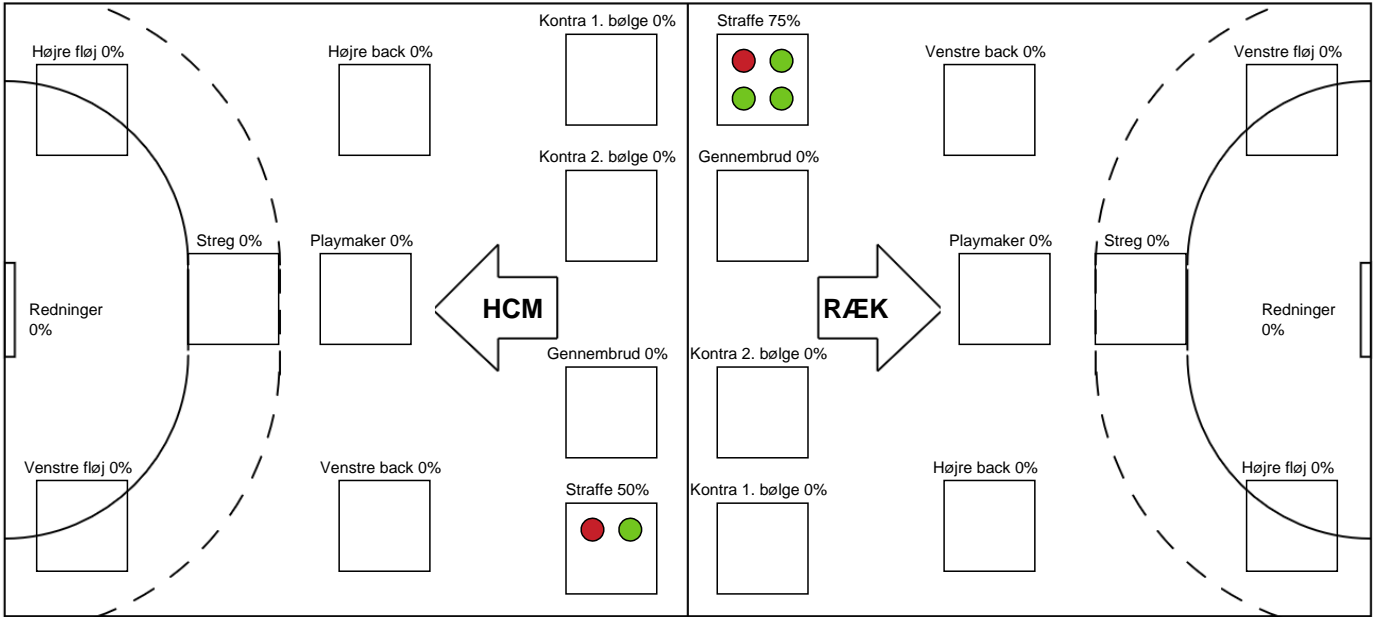 Kontra 1. bølge 0%
Straffe 75%
Højre fløj 0%
Højre back 0%
Venstre back 0%
Venstre fløj 0%
Kontra 2. bølge 0%
Gennembrud 0%
Streg 0%
Playmaker 0%
Playmaker 0%
Streg 0%
Redninger
0%
HCM
RÆK
Redninger
0%
Gennembrud 0%
Kontra 2. bølge 0%
Venstre fløj 0%
Venstre back 0%
Højre back 0%
Højre fløj 0%
Straffe 50%
Kontra 1. bølge 0%